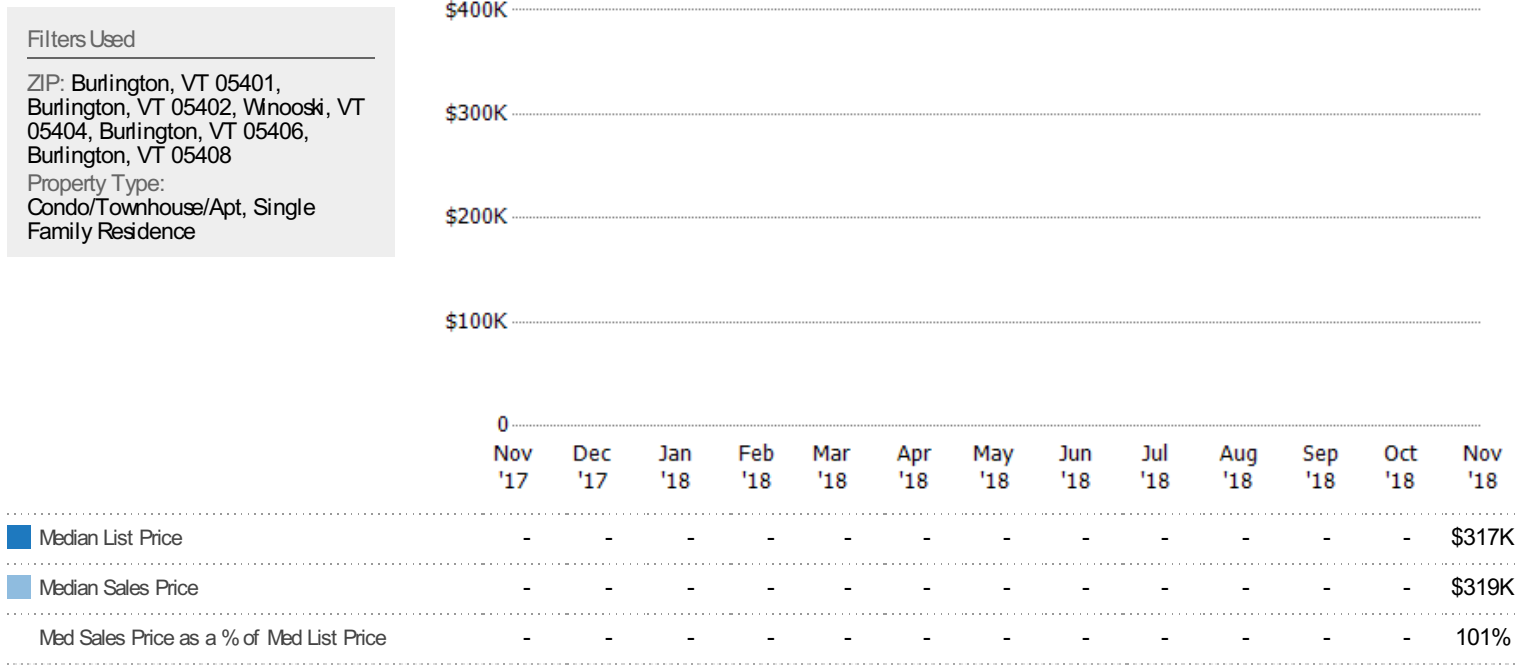 Filters Used
ZIP: Burlington, VT 05401,
Burlington, VT 05402, Winooski, VT
05404, Burlington, VT 05406,
Burlington, VT 05408
Property Type:
Condo/Townhouse/Apt, Single
Family Residence
$400K
$300K
$200K
$100K
0
Nov Dec Jan Feb Mar Apr May Jun Jul Aug Sep Oct Nov
'17 '17 '18 '18 '18 '18 '18 '18 '18 '18 '18 '18 '18
Median List Price - - - - - - - - - - - - $317K
Median Sales Price - - - - - - - - - - - - $319K
Med Sales Price as a % of Med List Price - - - - - - - - - - - - 101%